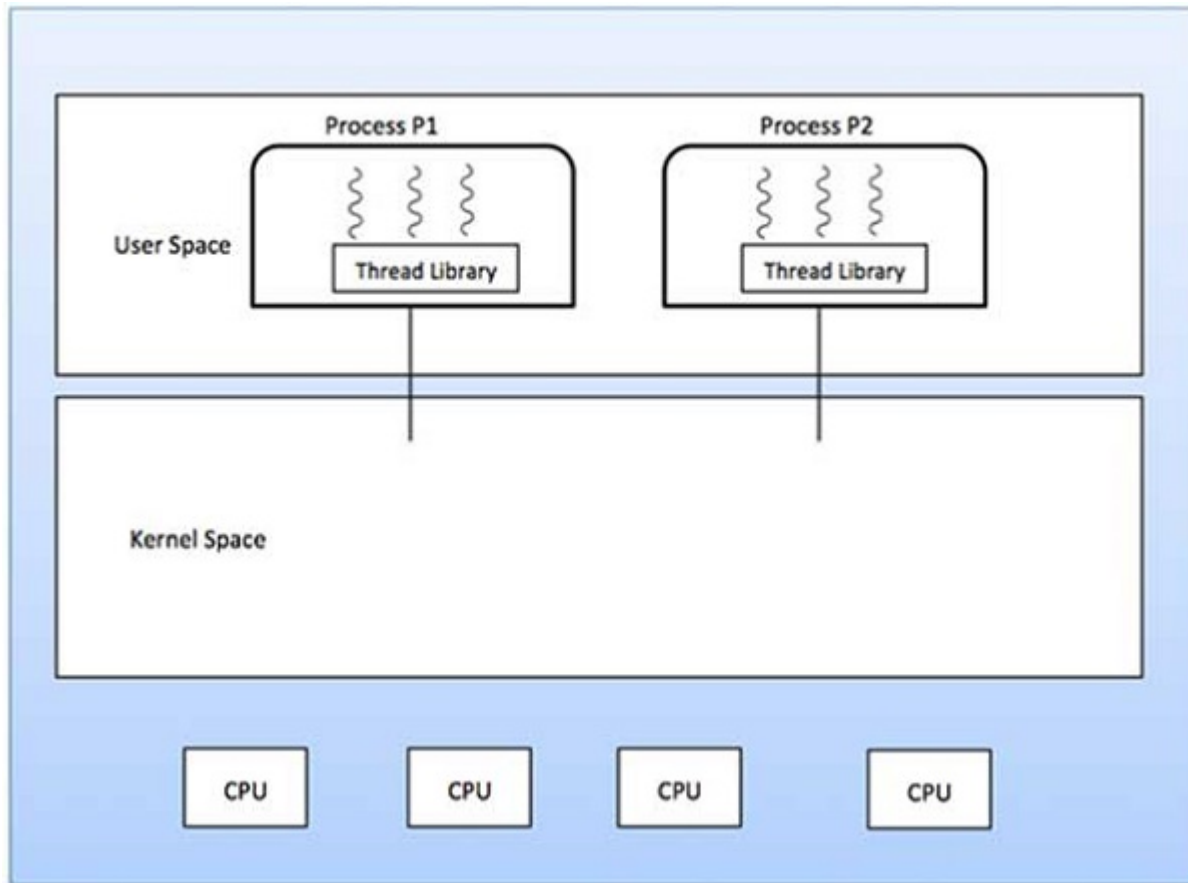 Process P1
Process P2
User Space
Thread Library
Thread Library
Kernel Space
CPU
CPU
CPU
CPU